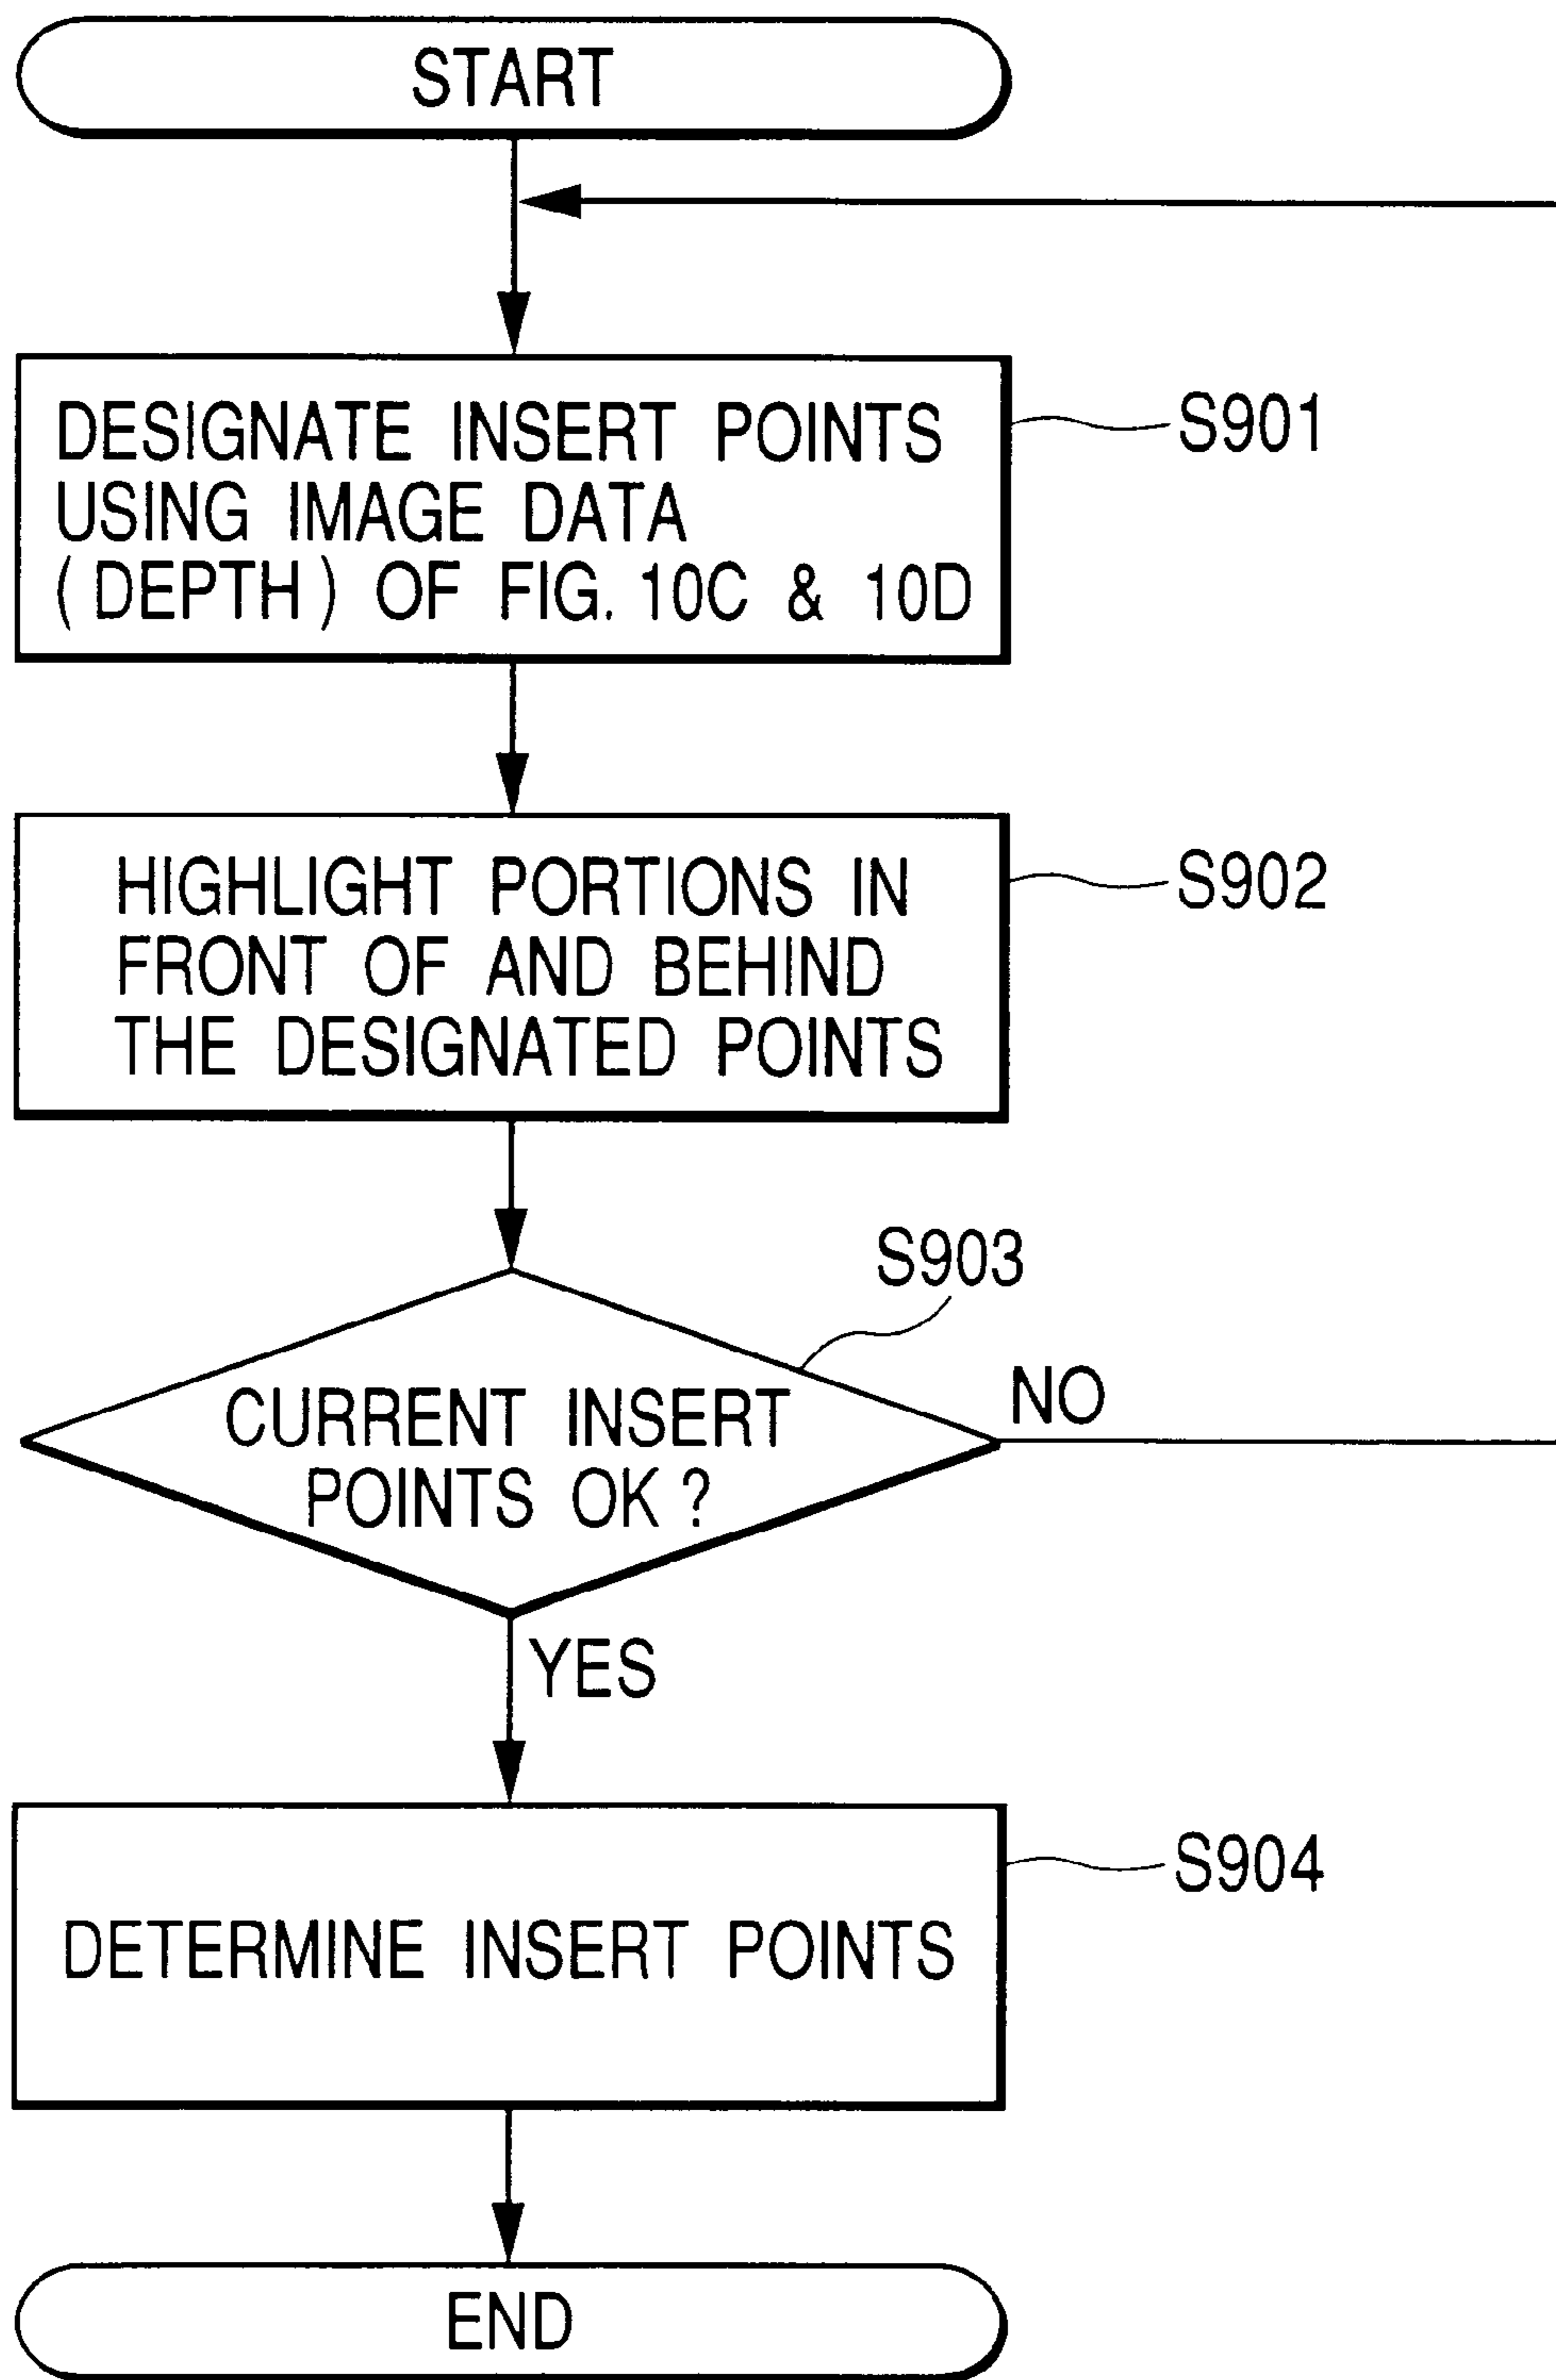 START
DESIGNATE INSERT POINTS
USING IMAGE DATA
(DEPTH) OF FIG. 10C & 10D
S901
HIGHLIGHT PORTIONS IN
FRONT OF AND BEHIND
THE DESIGNATED POINTS
S902
S903
CURRENT INSERT
POINTS OK?
NO
YES
DETERMINE INSERT POINTS
S904
END